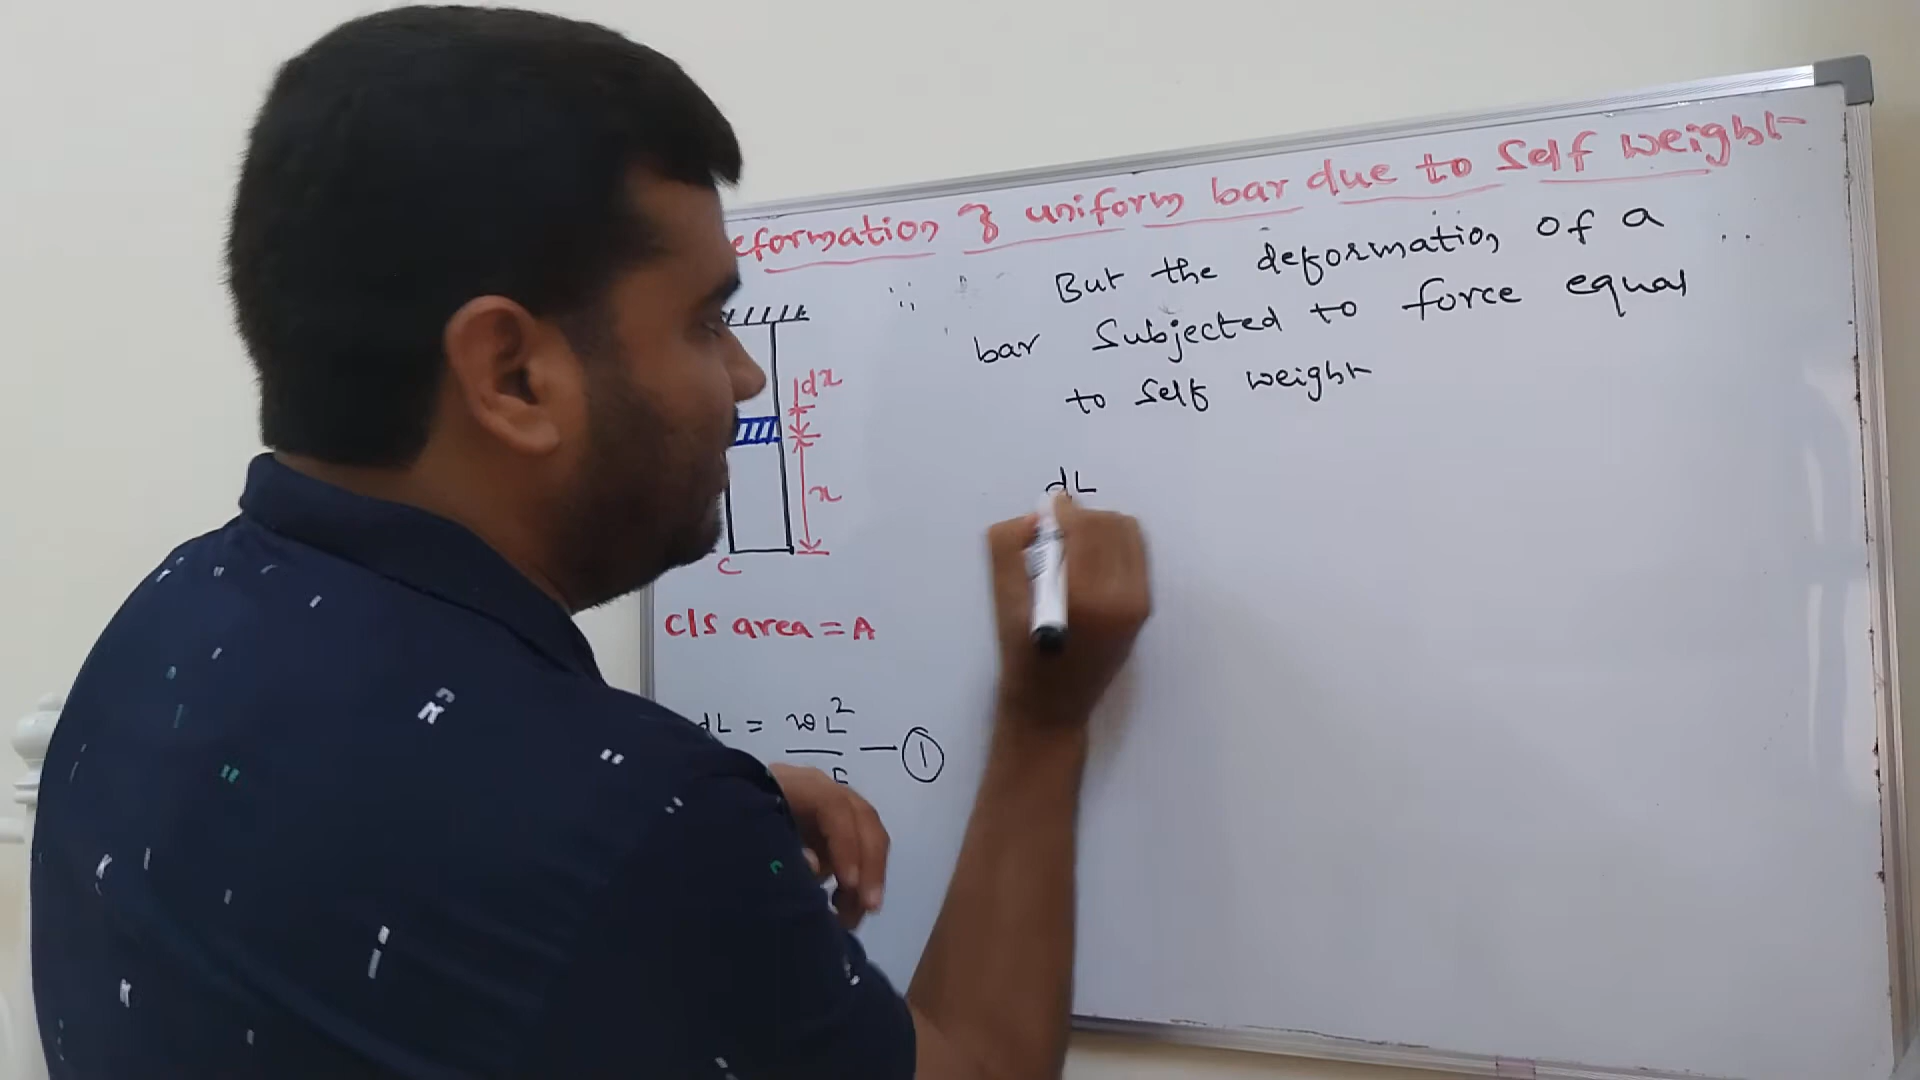 eformation of uniform bar due to Self weight
But the deformation of a
bar Subjected to force equal
to Self weight
dx
x
C
dL
C/S area = A
dL = wL²
E
1